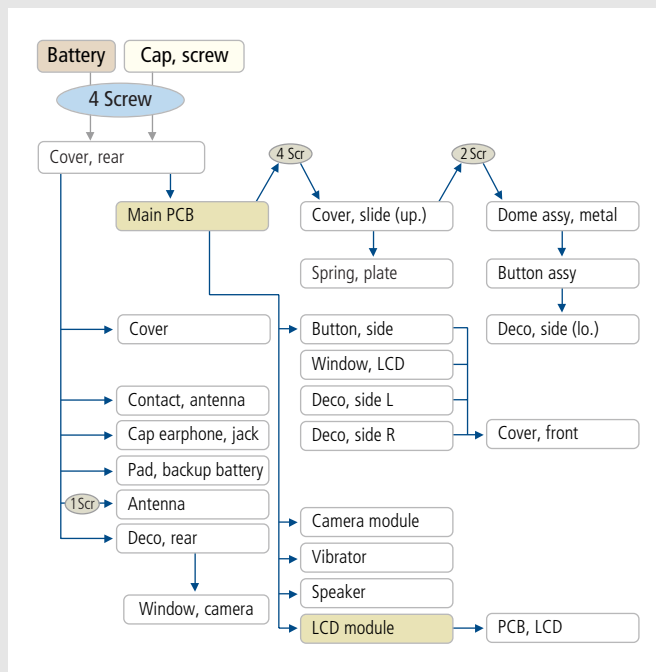 Battery
Cap, screw
4 Screw
Cover, rear
4 Scr
2 Scr
Main PCB
Cover, slide (up.)
Dome assy, metal
Spring, plate
Button assy
Cover
Button, side
Deco, side (lo.)
Window, LCD
Contact, antenna
Deco, side L
Cap earphone, jack
Deco, side R
Cover, front
Pad, backup battery
1 Scr
Antenna
Camera module
Deco, rear
Vibrator
Window, camera
Speaker
LCD module
PCB, LCD